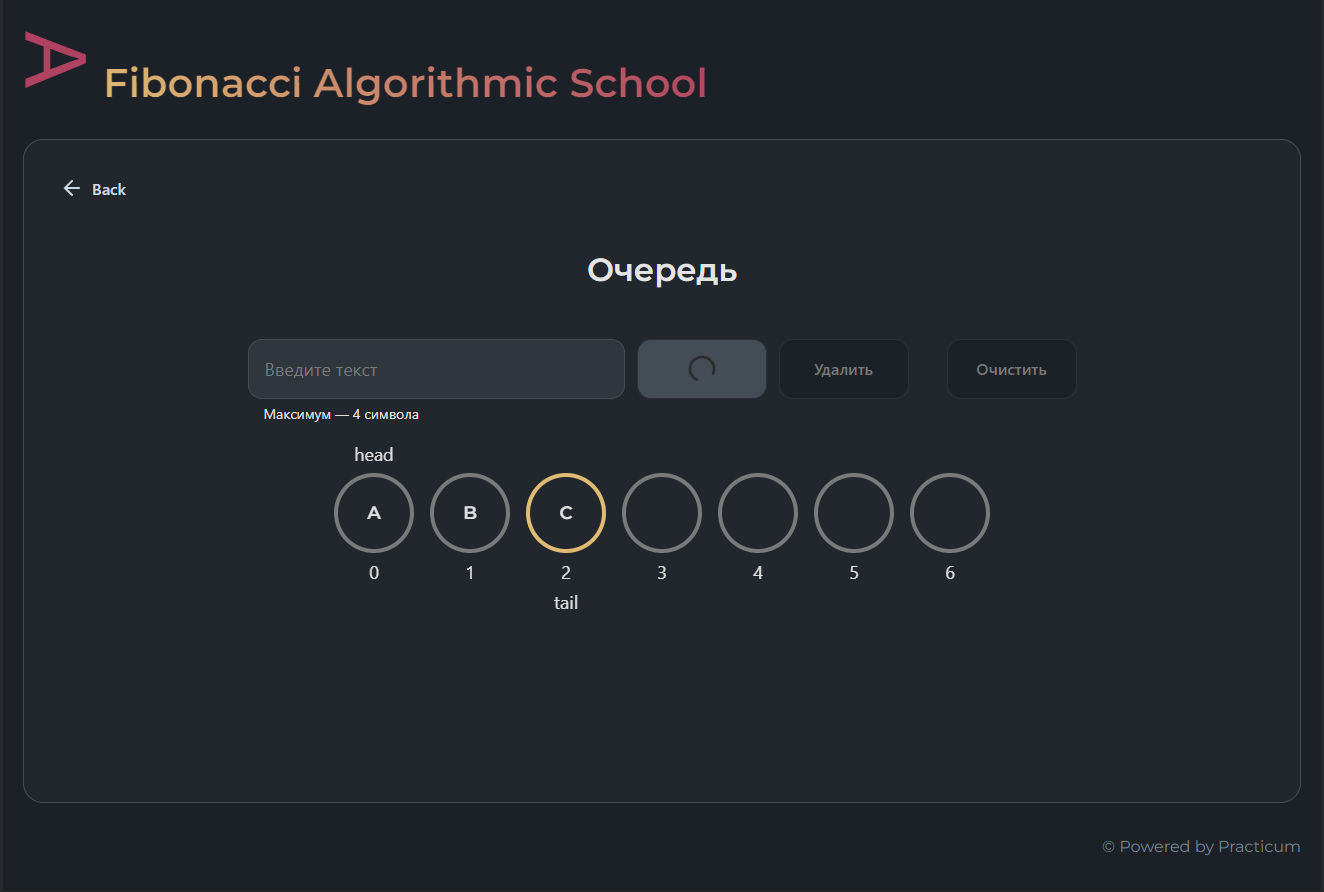 A
Fibonacci Algorithmic School
Back
Очередь
Введите текст
Удалить
Очистить
Максимум — 4 символа
head
A B C
0 1 2 3 4 5 6
tail
© Powered by Practicum